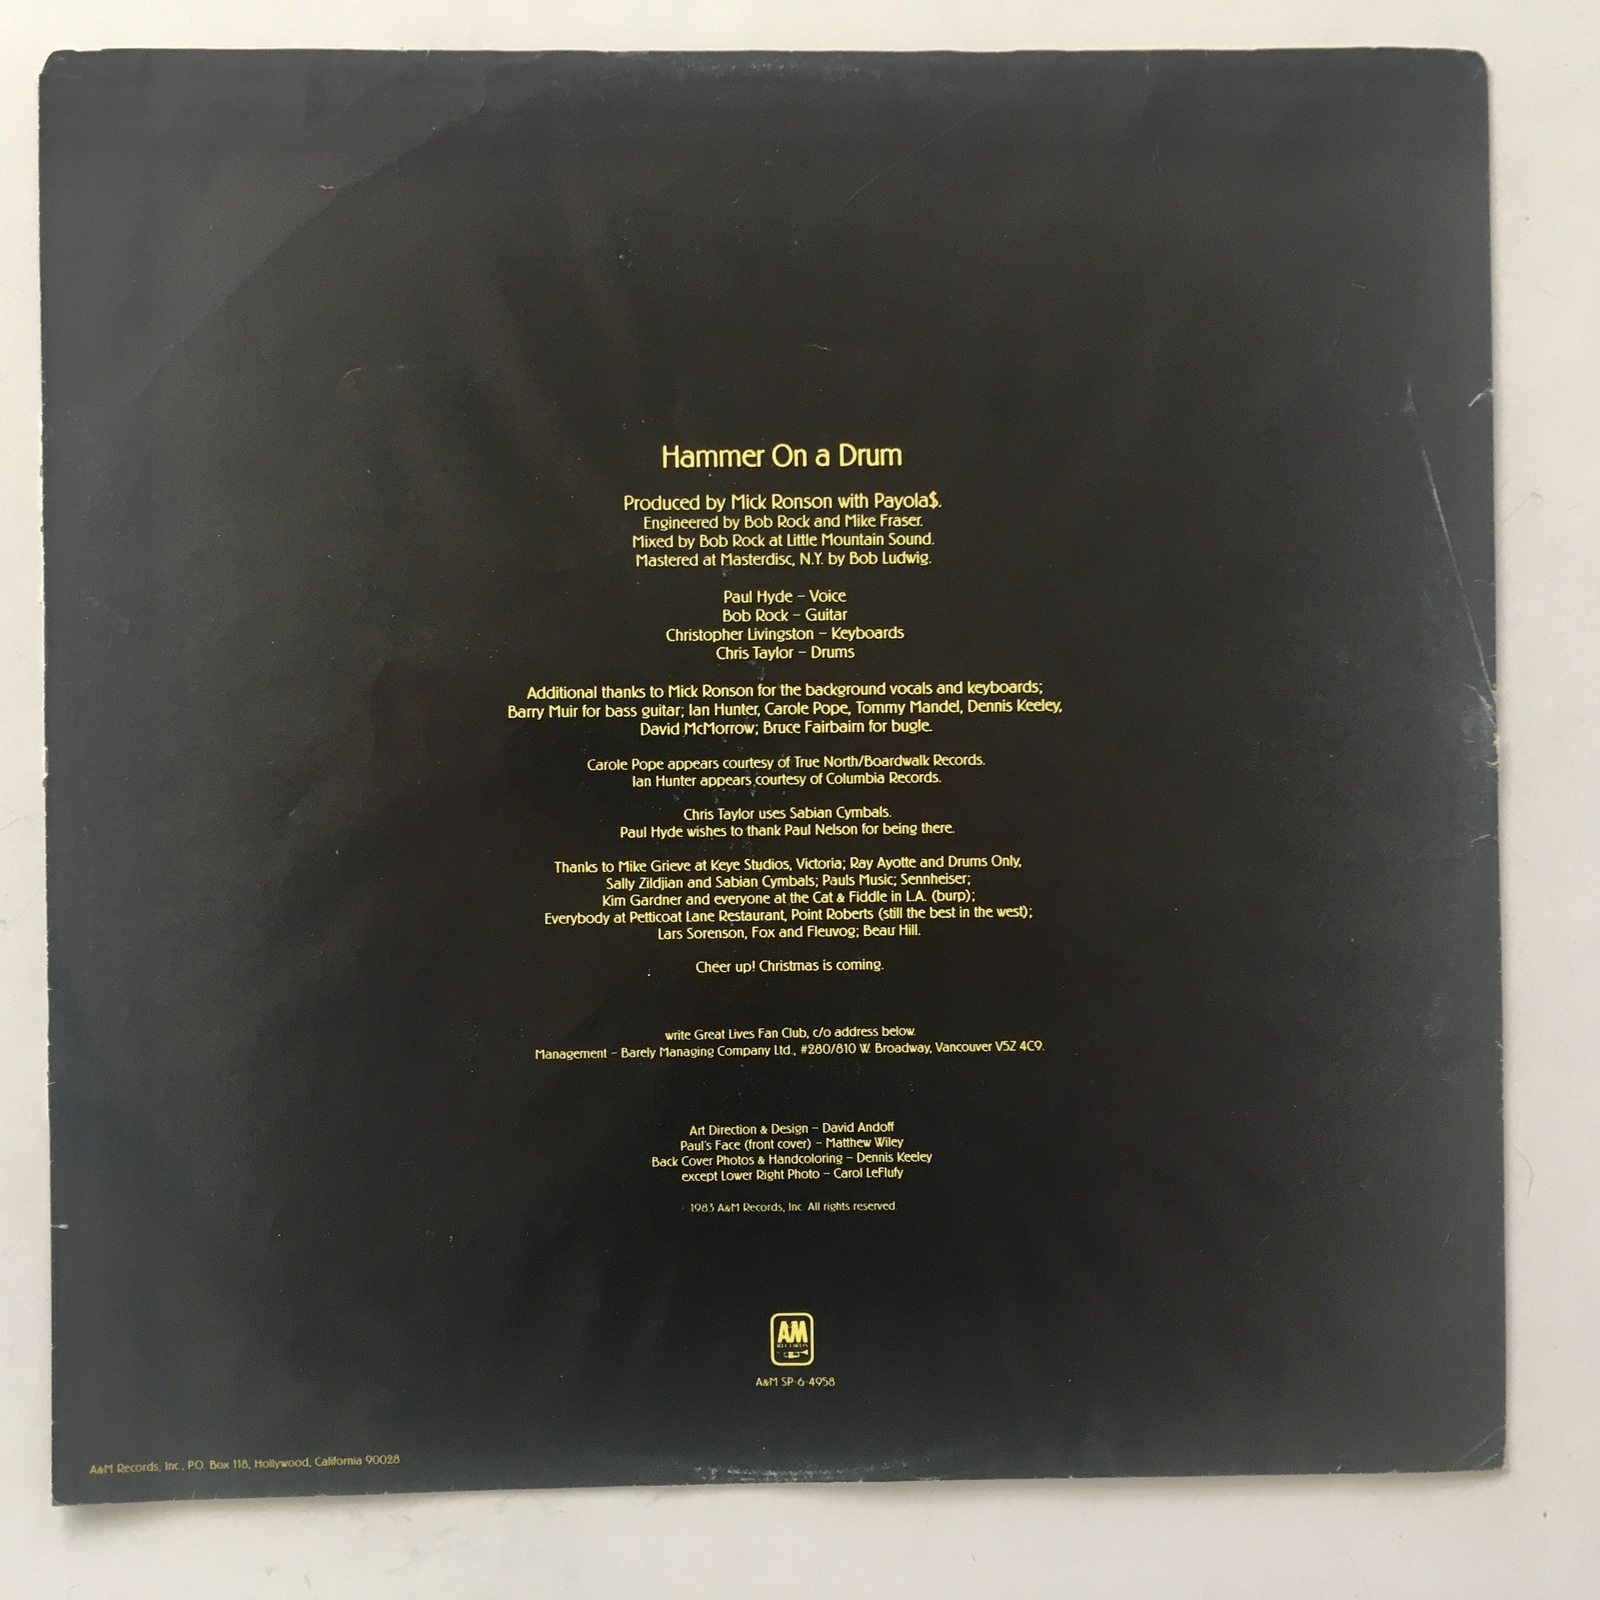 Hammer On a Drum
Produced by Mick Ronson with Payola$.
Engineered by Bob Rock and Mike Fraser.
Mixed by Bob Rock at Little Mountain Sound.
Mastered at Masterdisc, N.Y. by Bob Ludwig.
Paul Hyde – Voice
Bob Rock – Guitar
Christopher Livingston – Keyboards
Chris Taylor – Drums
Additional thanks to Mick Ronson for the background vocals and keyboards;
Barry Muir for bass guitar; Ian Hunter, Carole Pope, Tommy Mandel, Dennis Keeley,
David McMorrow; Bruce Fairbairn for bugle.
Carole Pope appears courtesy of True North/Boardwalk Records.
Ian Hunter appears courtesy of Columbia Records.
Chris Taylor uses Sabian Cymbals.
Paul Hyde wishes to thank Paul Nelson for being there.
Thanks to Mike Grieve at Keye Studios, Victoria; Ray Ayotte and Drums Only,
Sally Zildjian and Sabian Cymbals; Pauls Music; Sennheiser;
Kim Gardner and everyone at the Cat & Fiddle in L.A. (burp);
Everybody at Petticoat Lane Restaurant, Point Roberts (still the best in the west);
Lars Sorenson, Fox and Fleuvog; Beau Hill.
Cheer up! Christmas is coming.
write Great Lives Fan Club, c/o address below.
Management – Barely Managing Company Ltd., #280/810 W. Broadway, Vancouver V5Z 4C9.
Art Direction & Design – David Andoff
Paul's Face (front cover) – Matthew Wiley
Back Cover Photos & Handcoloring – Dennis Keeley
except Lower Right Photo – Carol LeFlufy
1983 A&M Records, Inc. All rights reserved.
AM
RECORDS
A&M SP-6-4958
A&M Records, Inc., P.O. Box 118, Hollywood, California 90028